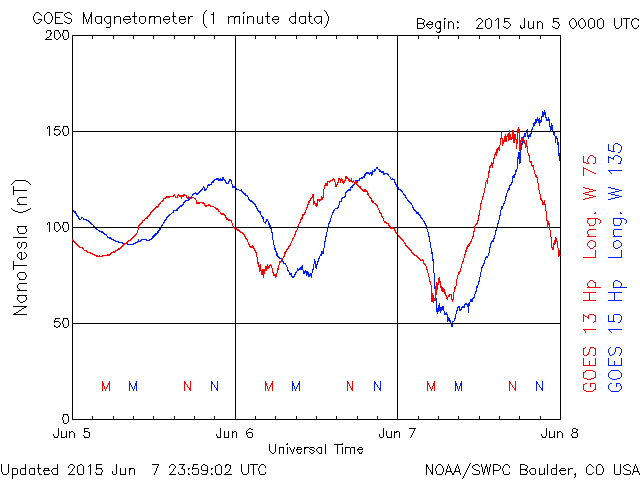 GOES Magnetometer (1 minute data)
Begin: 2015 Jun 5 0000 UTC
200
150
100
50
0
NanoTesla (nT)
M M N N M M N N M M N N
Jun 5 Jun 6 Jun 7 Jun 8
Universal Time
GOES 13 Hp Long. W 75
GOES 15 Hp Long. W 135
Updated 2015 Jun 7 23:59:02 UTC
NOAA/SWPC Boulder, CO USA